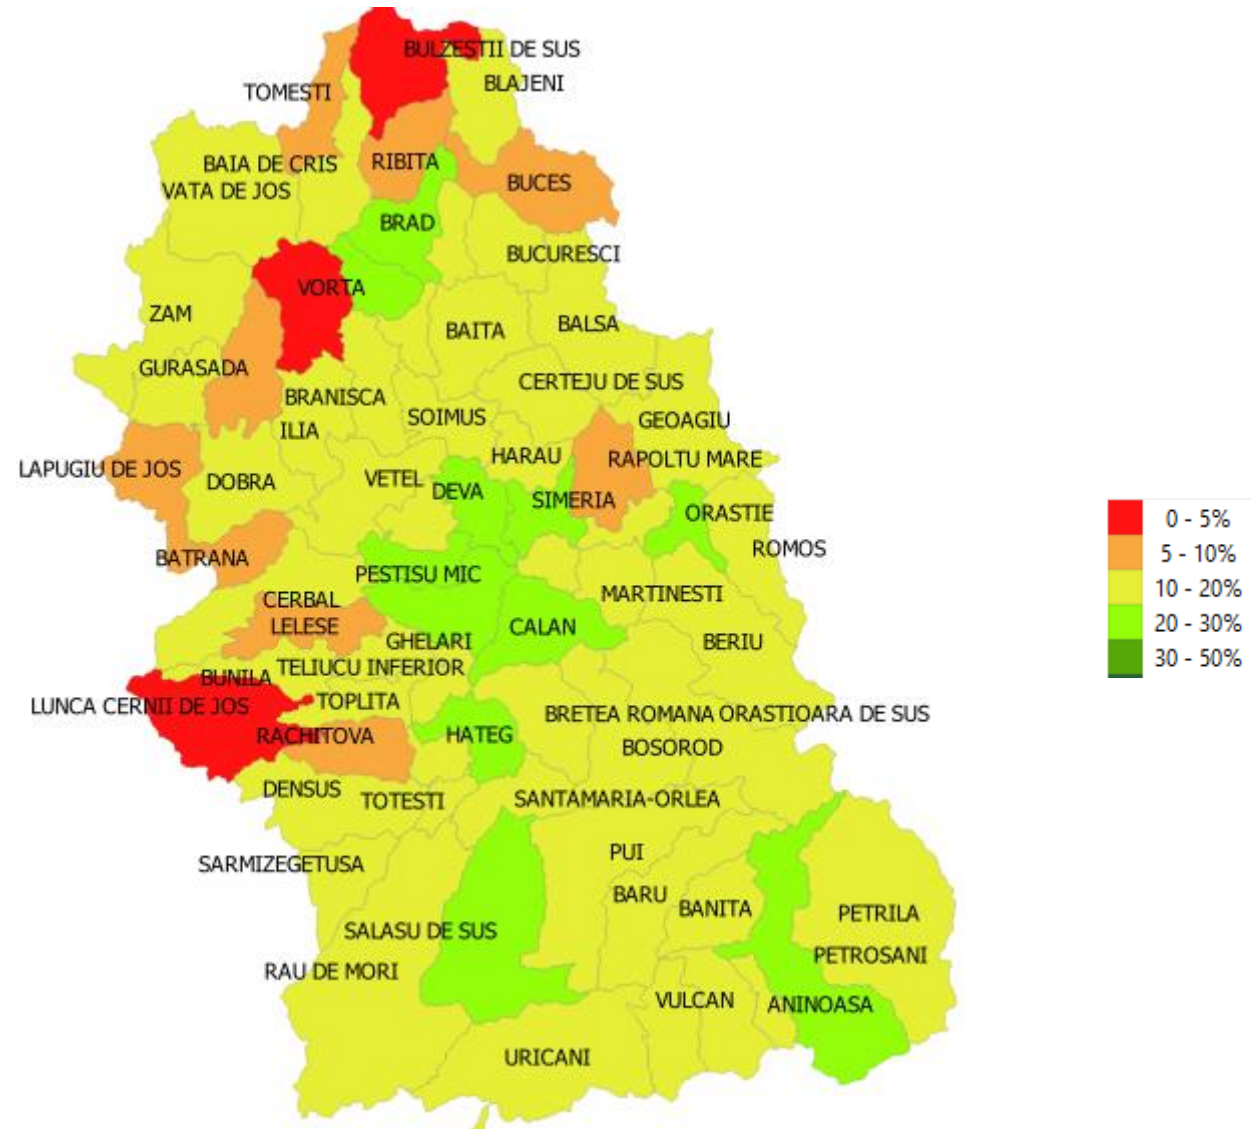 BULZESTII DE SUS
BLAJENI
TOMESTI
BAIA DE CRIS
RIBITA
BUCES
VATA DE JOS
BRAD
BUCURESCI
VORTA
ZAM
BAITA
BALSA
GURASADA
CERTEJU DE SUS
BRANISCA
SOIMUS
GEOAGIU
ILIA
HARAU
RAPOLTU MARE
LAPUGIU DE JOS
DOBRA
VETEL
DEVA
SIMERIA
ORASTIE
ROMOS
BATRANA
PESTISU MIC
MARTINESTI
CERBAL
LELESE
GHELARI
CALAN
BERIU
BUNILA
TELIUCU INFERIOR
LUNCA CERNII DE JOS
TOPLITA
BRETEA ROMANA
ORASTIOARA DE SUS
RACHITOVA
HATEG
BOSOROD
DENSUS
TOTESTI
SANTAMARIA-ORLEA
SARMIZEGETUSA
PUI
BARU
BANITA
PETRILA
SALASU DE SUS
PETROSANI
RAU DE MORI
VULCAN
ANINOASA
URICANI
0 - 5%
5 - 10%
10 - 20%
20 - 30%
30 - 50%